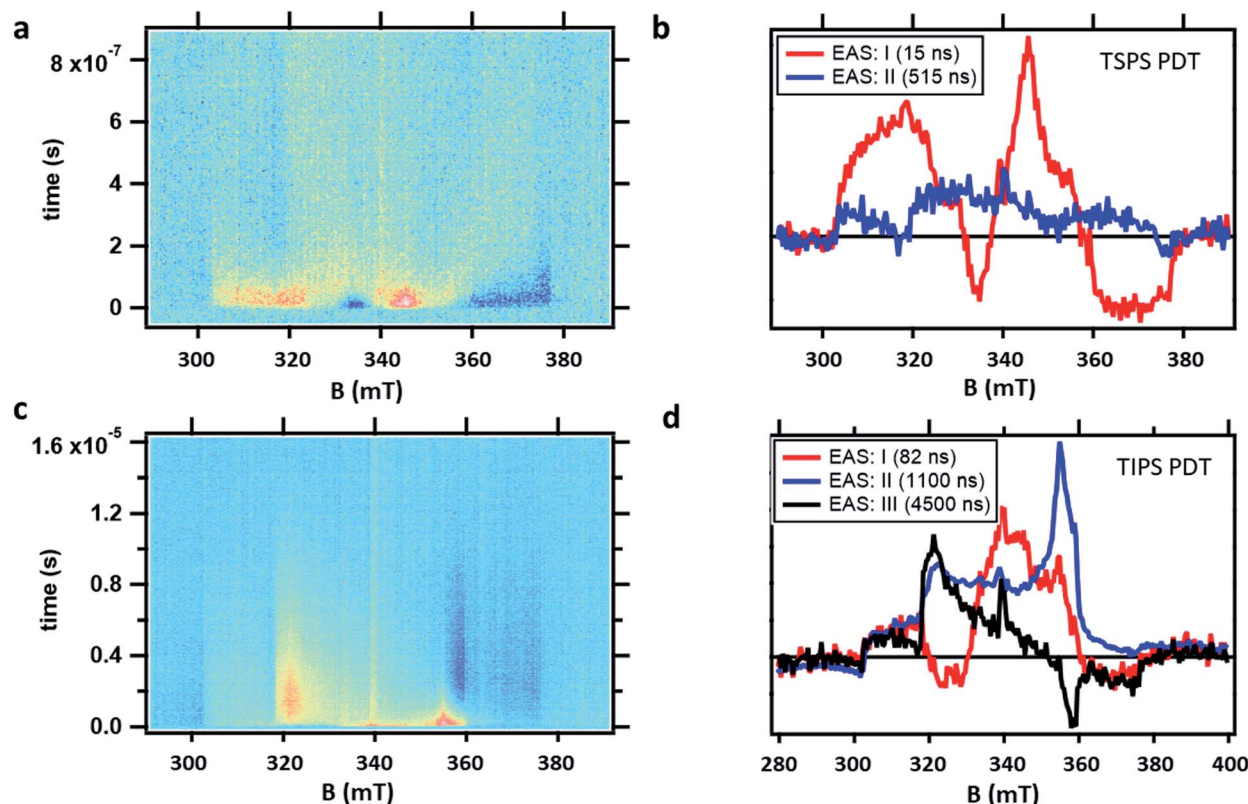 a
8 x10⁻⁷
4
2
0
time (s)
300 320 340 360 380
B (mT)
b
EAS: I (15 ns)
EAS: II (515 ns)
TSPS PDT
300 320 340 360 380
B (mT)
c
1.6 x10⁻⁵
1.2
0.8
0.4
0.0
time (s)
300 320 340 360 380
B (mT)
d
EAS: I (82 ns)
EAS: II (1100 ns)
EAS: III (4500 ns)
TIPS PDT
280 300 320 340 360 380 400
B (mT)